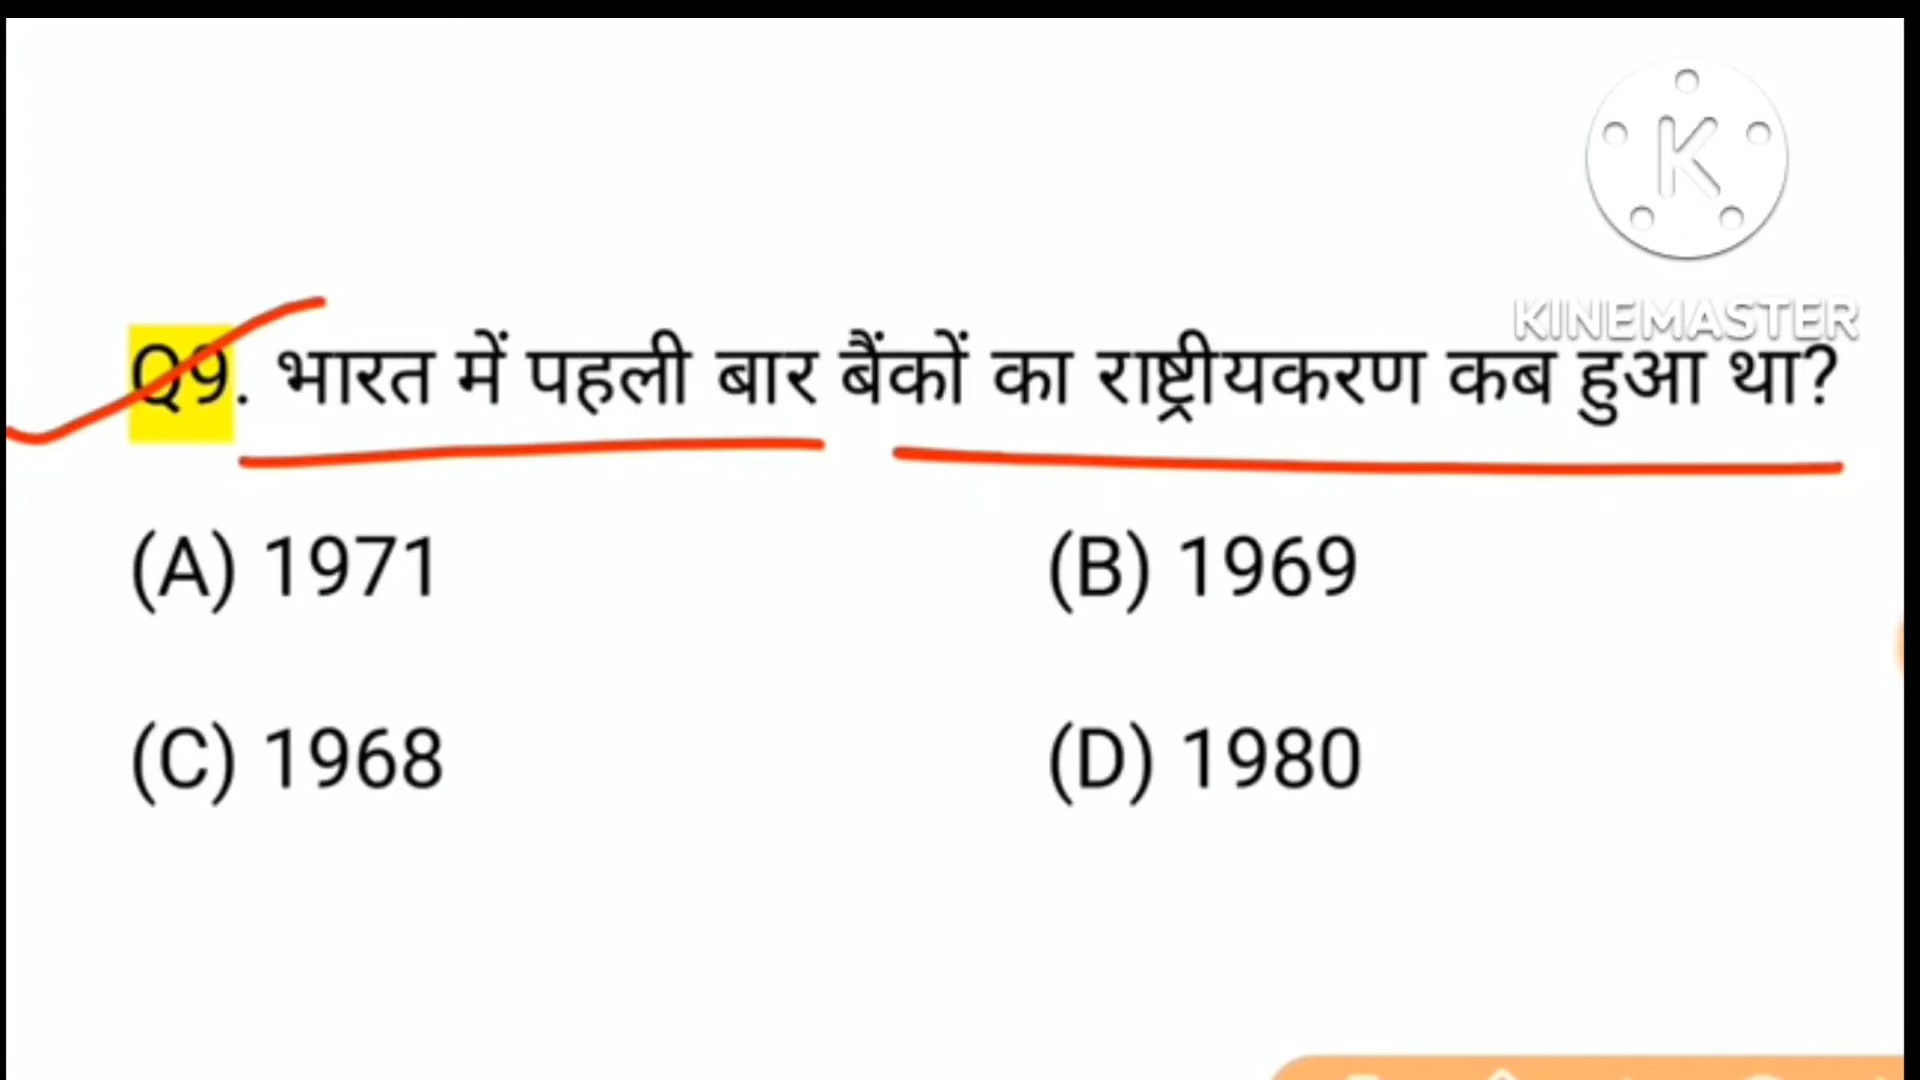 K
KINEMASTER
Q9. भारत में पहली बार बैंकों का राष्ट्रीयकरण कब हुआ था?
(A) 1971 (B) 1969
(C) 1968 (D) 1980